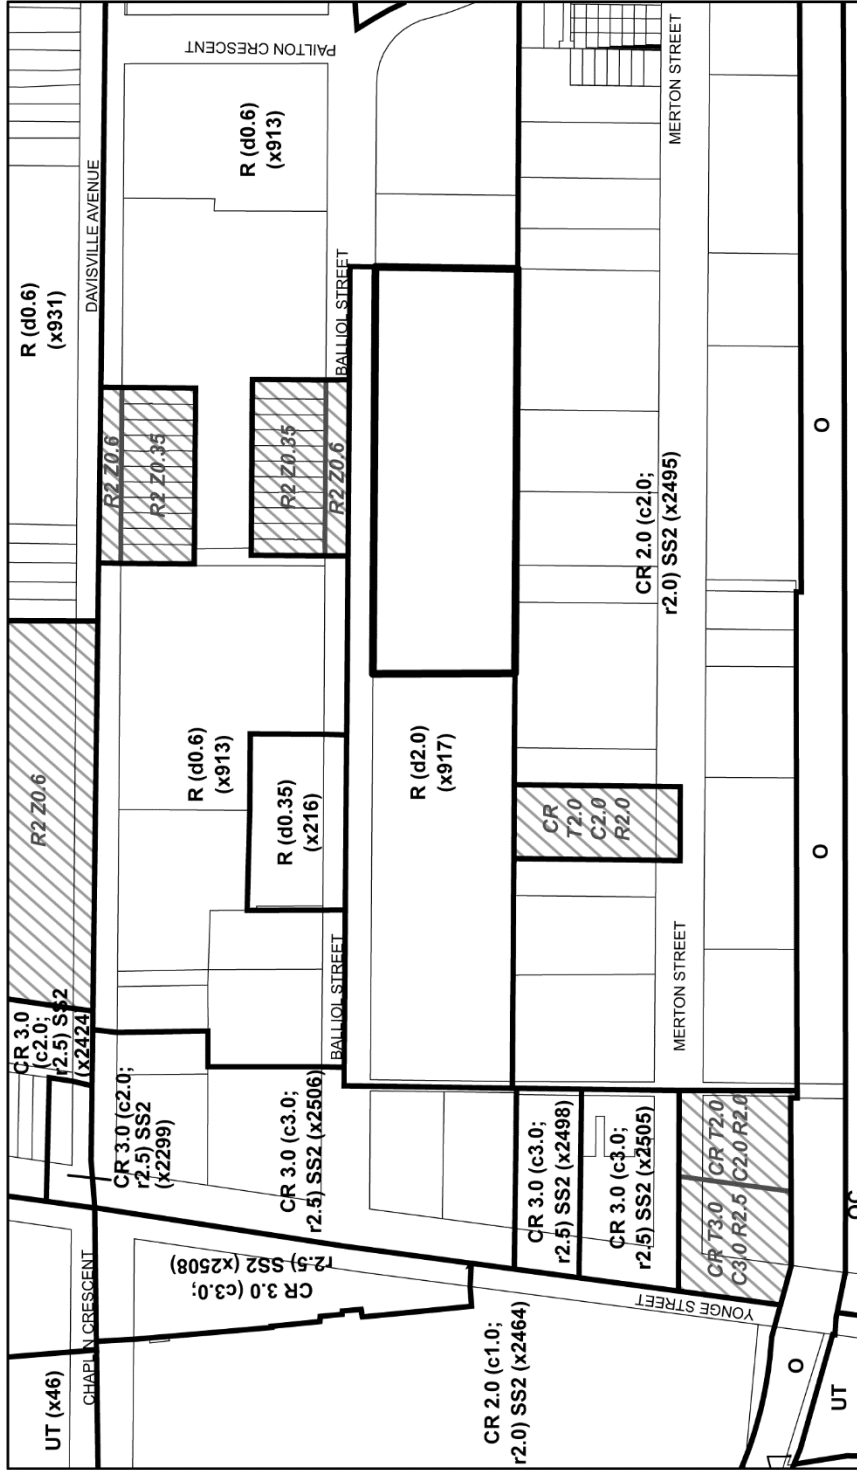 PAILTON CRESCENT
R (d0.6)
(x913)
MERTON STREET
DAVISVILLE AVENUE
R (d0.6)
(x931)
BALLIOL STREET
R2 Z0.6
R2 Z0.35
R2 Z0.35
R2 Z0.6
O
CR 2.0 (c2.0;
r2.0) SS2 (x2495)
R2 Z0.6
R (d0.6)
(x913)
R (d0.35)
(x216)
R (d2.0)
(x917)
CR
T2.0
C2.0
R2.0
O
BALLIOL STREET
MERTON STREET
CR 3.0
(c2.0;
r2.5) SS2
(x2424
CR 3.0 (c2.0;
r2.5) SS2
(x2299)
CR 3.0 (c3.0;
r2.5) SS2 (x2506)
CR 3.0 (c3.0;
r2.5) SS2 (x2498)
CR 3.0 (c3.0;
r2.5) SS2 (x2505)
CR T2.0
C2.0 R2.0
CR T3.0
C3.0 R2.5
OC
CR 3.0 (c3.0;
r2.5) SS2 (x2508)
CHAPLIN CRESCENT
UT (x46)
CR 2.0 (c1.0;
r2.0) SS2 (x2464)
YONGE STREET
O
UT